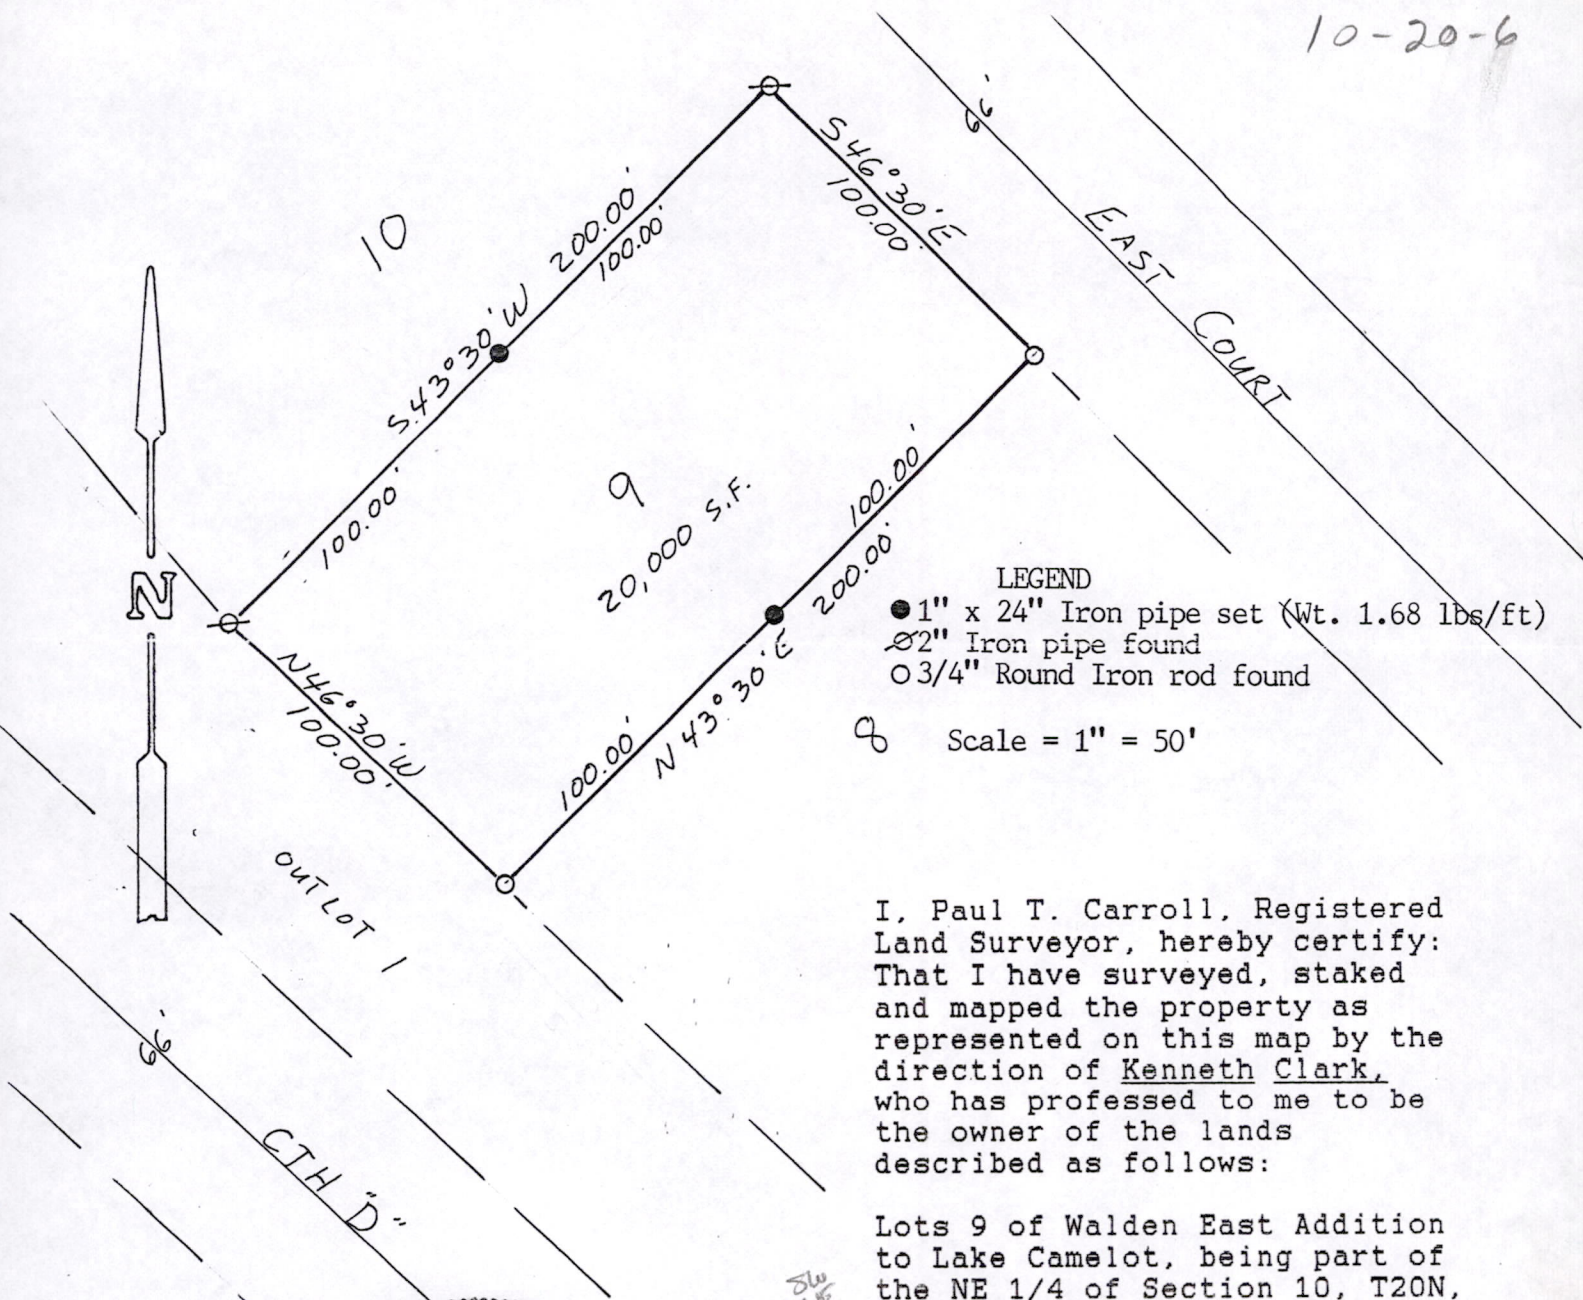 10-20-6
66'
S46°30'E
100.00'
EAST COURT
10
200.00'
100.00'
S.43°30'W
100.00'
9
20,000 S.F.
100.00'
200.00'
N 43° 30' E
100.00'
N
N46°30'W
100.00'
LEGEND
1" x 24" Iron pipe set (Wt. 1.68 lbs/ft)
2" Iron pipe found
3/4" Round Iron rod found
8
Scale = 1" = 50'
OUTLOT 1
66'
CTH "D"
I, Paul T. Carroll, Registered
Land Surveyor, hereby certify:
That I have surveyed, staked
and mapped the property as
represented on this map by the
direction of Kenneth Clark,
who has professed to me to be
the owner of the lands
described as follows:
Lots 9 of Walden East Addition
to Lake Camelot, being part of
the NE 1/4 of Section 10, T20N,